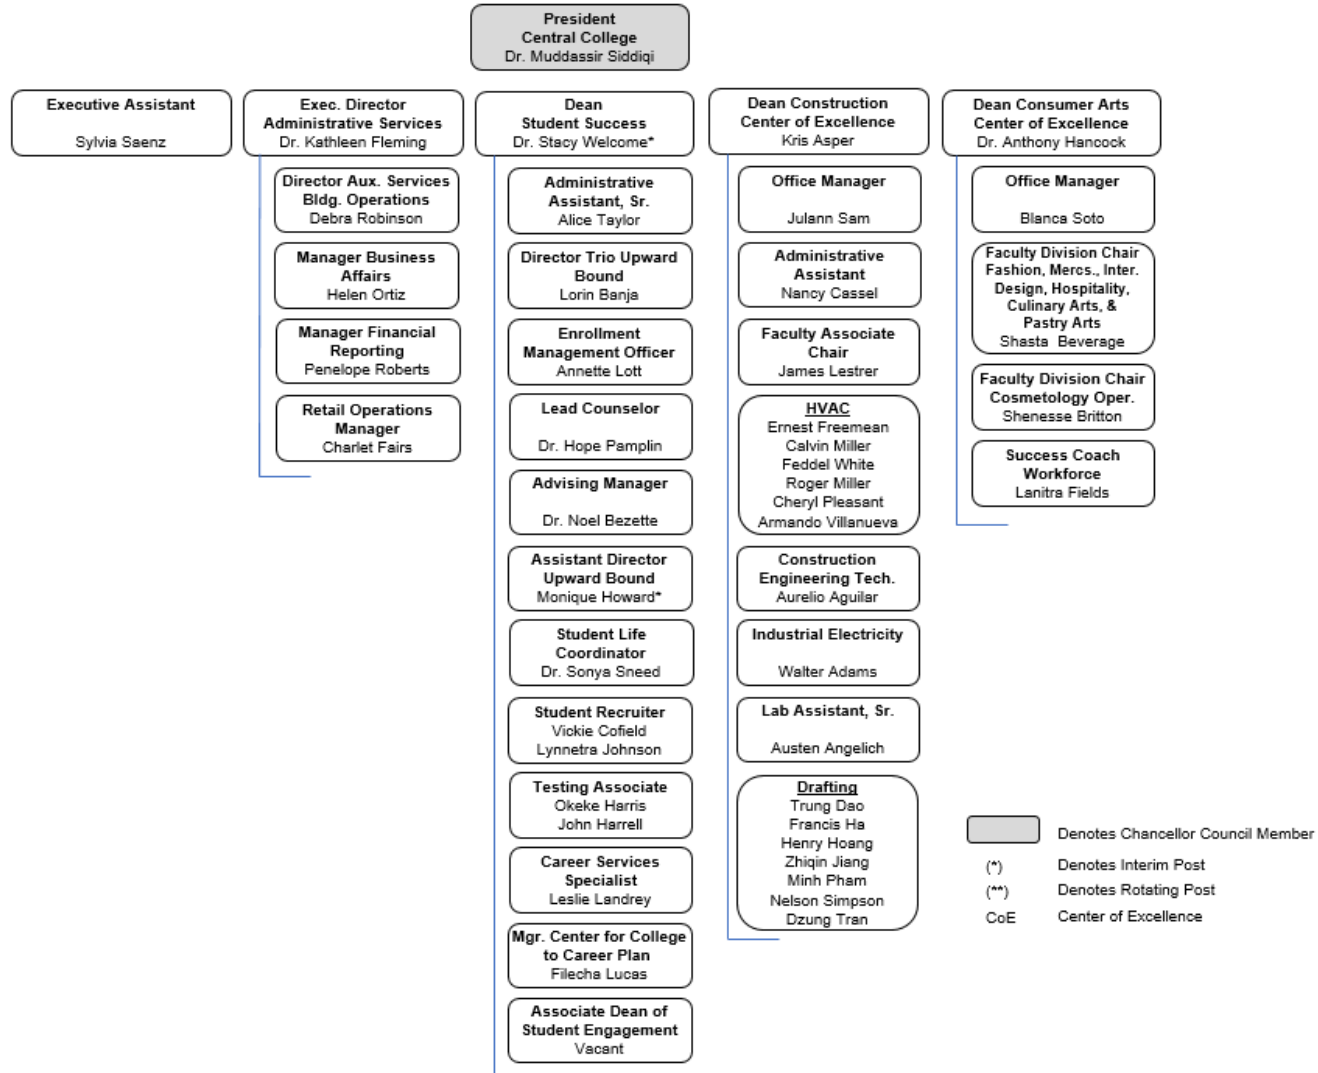 President
Central College
Dr. Muddassir Siddiqi
Executive Assistant
Sylvia Saenz
Exec. Director
Administrative Services
Dr. Kathleen Fleming
Director Aux. Services
Bldg. Operations
Debra Robinson
Manager Business
Affairs
Helen Ortiz
Manager Financial
Reporting
Penelope Roberts
Retail Operations
Manager
Charlet Fairs
Dean
Student Success
Dr. Stacy Welcome*
Administrative
Assistant, Sr.
Alice Taylor
Director Trio Upward
Bound
Lorin Banja
Enrollment
Management Officer
Annette Lott
Lead Counselor
Dr. Hope Pamplin
Advising Manager
Dr. Noel Bezette
Assistant Director
Upward Bound
Monique Howard*
Student Life
Coordinator
Dr. Sonya Sneed
Student Recruiter
Vickie Cofield
Lynnetra Johnson
Testing Associate
Okeke Harris
John Harrell
Career Services
Specialist
Leslie Landrey
Mgr. Center for College
to Career Plan
Filecha Lucas
Associate Dean of
Student Engagement
Vacant
Dean Construction
Center of Excellence
Kris Asper
Office Manager
Julann Sam
Administrative
Assistant
Nancy Cassel
Faculty Associate
Chair
James Lestrer
HVAC
Ernest Freemean
Calvin Miller
Feddel White
Roger Miller
Cheryl Pleasant
Armando Villanueva
Construction
Engineering Tech.
Aurelio Aguilar
Industrial Electricity
Walter Adams
Lab Assistant, Sr.
Austen Angelich
Drafting
Trung Dao
Francis Ha
Henry Hoang
Zhiqin Jiang
Minh Pham
Nelson Simpson
Dzung Tran
Dean Consumer Arts
Center of Excellence
Dr. Anthony Hancock
Office Manager
Blanca Soto
Faculty Division Chair
Fashion, Mercs., Inter.
Design, Hospitality,
Culinary Arts, &
Pastry Arts
Shasta Beverage
Faculty Division Chair
Cosmetology Oper.
Shenesse Britton
Success Coach
Workforce
Lanitra Fields
Denotes Chancellor Council Member
(*) Denotes Interim Post
(**) Denotes Rotating Post
CoE Center of Excellence